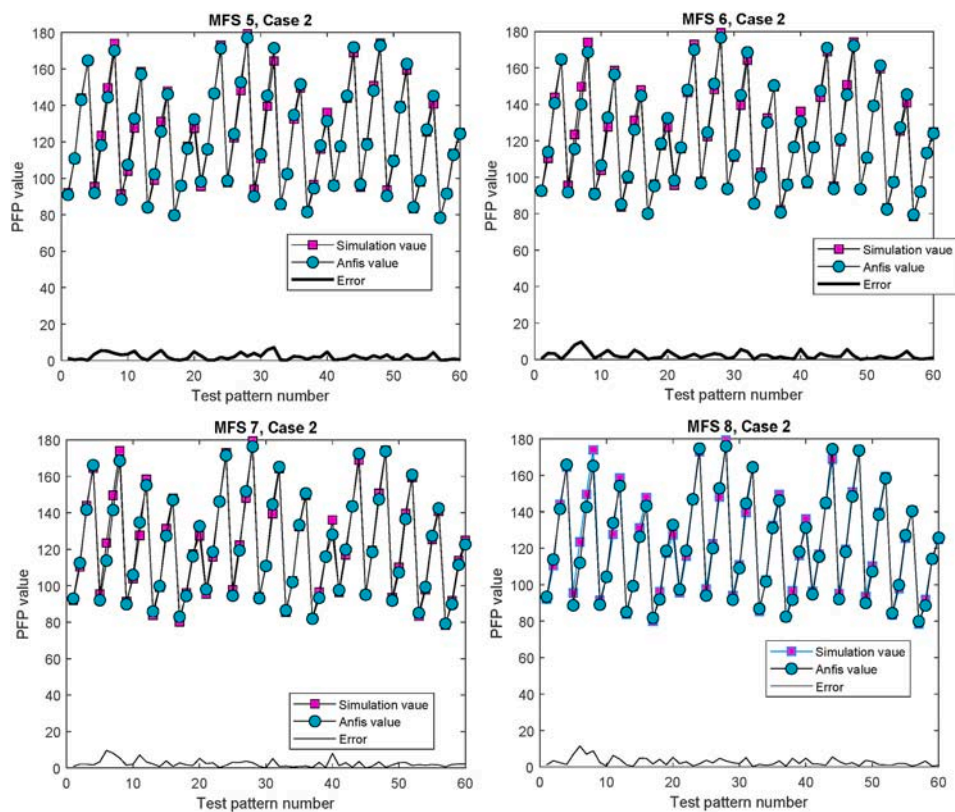 MFS 5, Case 2
180
160
140
120
100
80
60
40
20
0
PFP value
Simulation vaue
Anfis value
Error
0 10 20 30 40 50 60
Test pattern number
MFS 6, Case 2
180
160
140
120
100
80
60
40
20
0
PFP value
Simulation vaue
Anfis value
Error
0 10 20 30 40 50 60
Test pattern number
MFS 7, Case 2
180
160
140
120
100
80
60
40
20
0
PFP value
Simulation vaue
Anfis value
Error
0 10 20 30 40 50 60
Test pattern number
MFS 8, Case 2
180
160
140
120
100
80
60
40
20
0
PFP value
Simulation vaue
Anfis value
Error
0 10 20 30 40 50 60
Test pattern number